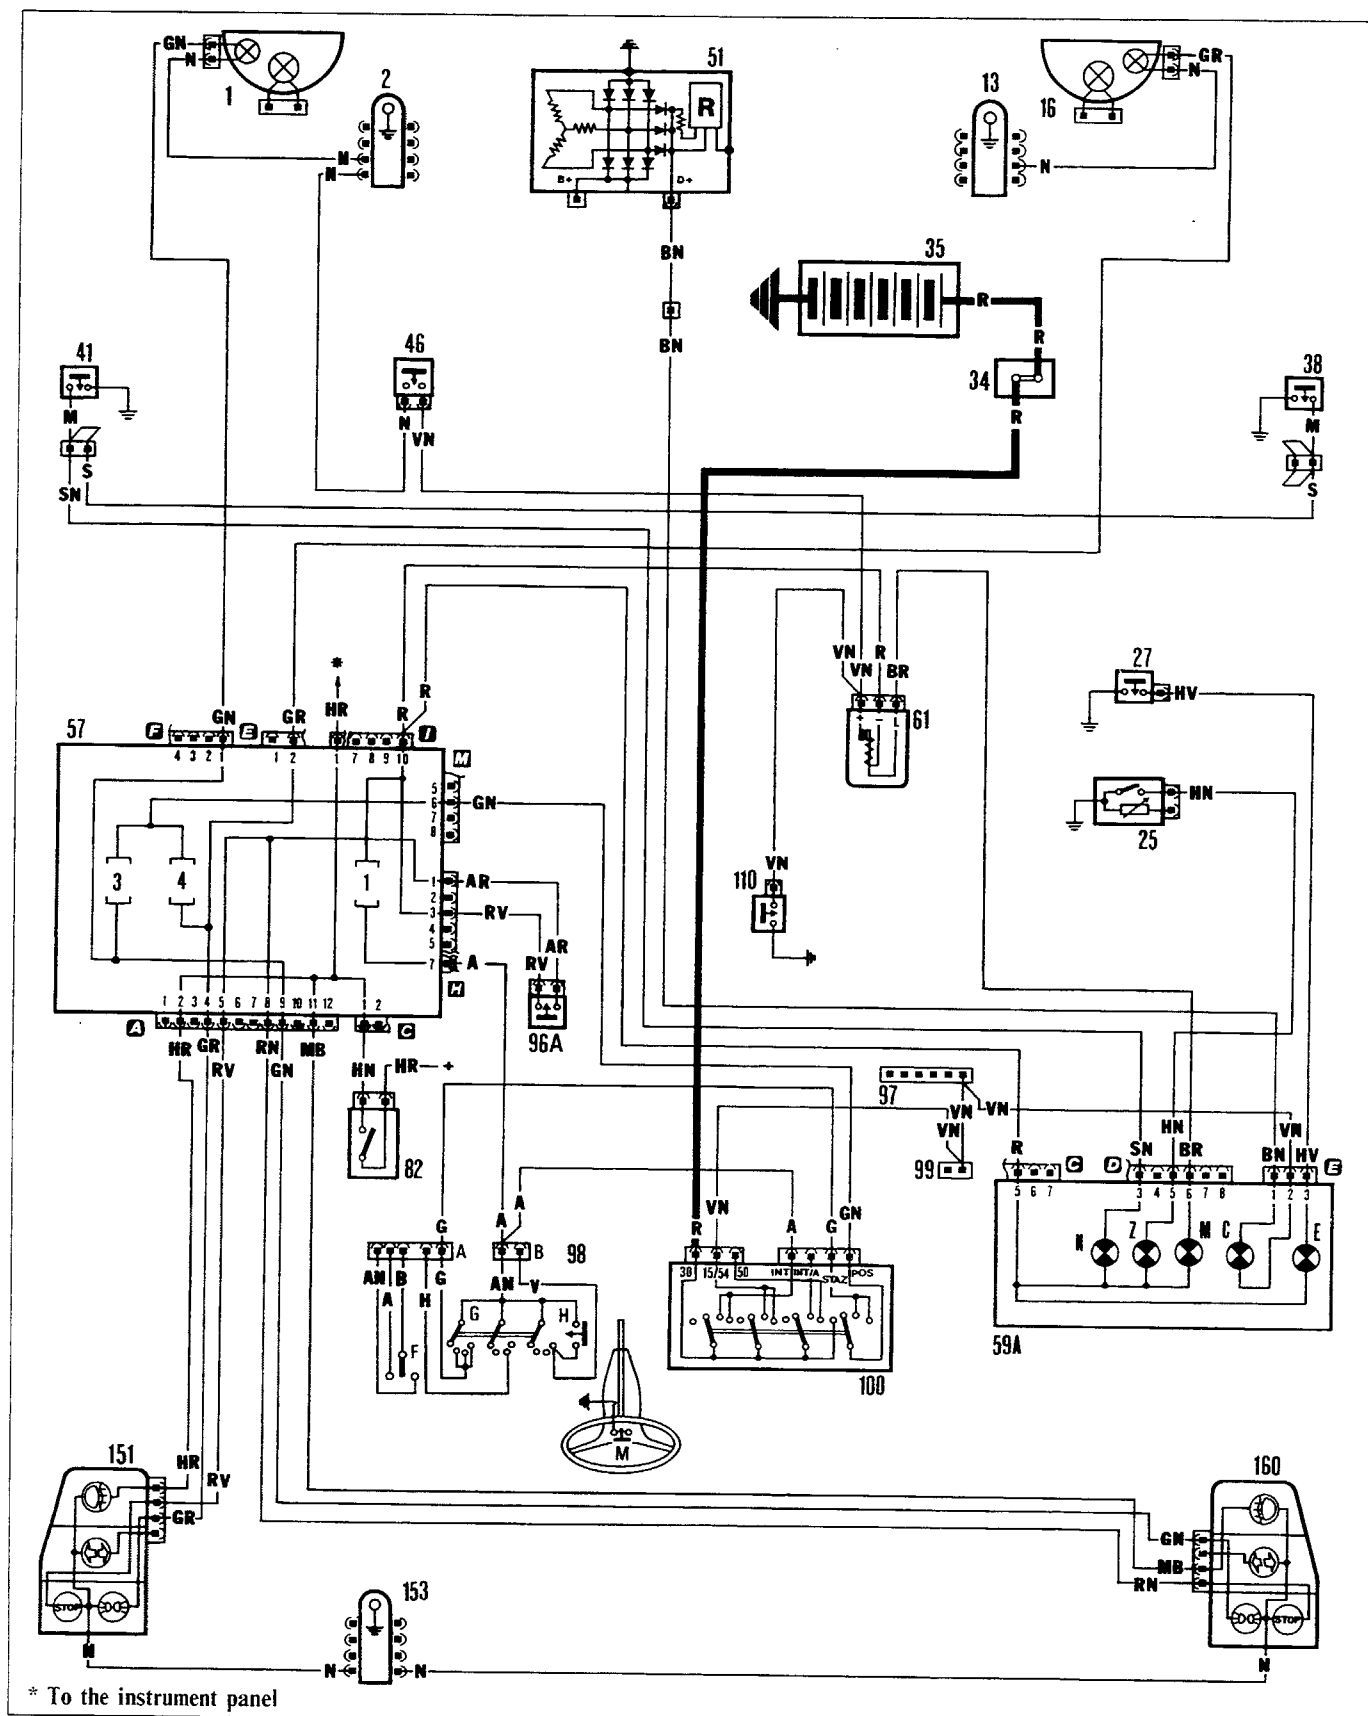 GN
N
1
2
N
N
51
R
B+
D+
BN
BN
13
16
GR
N
N
35
R
R
34
R
41
M
S
SN
46
N
VN
38
M
S
*
HR
R
R
GN
GR
57
F
E
I
4 3 2 1
1 2
1 7 8 9 10
M
5
6
7
8
GN
3
4
1
1
2
3
4
5
7
AR
RV
A
H
AR
RV
96A
1 2 3 4 5 6 7 8 9 10 11 12
1 2
A
C
HR
GR
RV
RN
GN
MB
HN
HR +
82
VN
VN
R
BR
+
-
L
61
27
HV
25
HN
VN
110
97
VN
VN
VN
99
HN
VN
R
SN
BR
BN
HV
C
D
E
5 6 7
3 4 5 6 7 8
1 2 3
N
Z
M
C
E
59A
G
A
A
A
B
98
AN
A
B
H
G
AN
V
G
H
F
M
R
VN
A
G
GN
30
15/54
50
INT
INT/A
STAZ
POS
100
151
HR
RV
GR
STOP
N
153
N
N
160
GN
MB
RN
STOP
N
* To the instrument panel